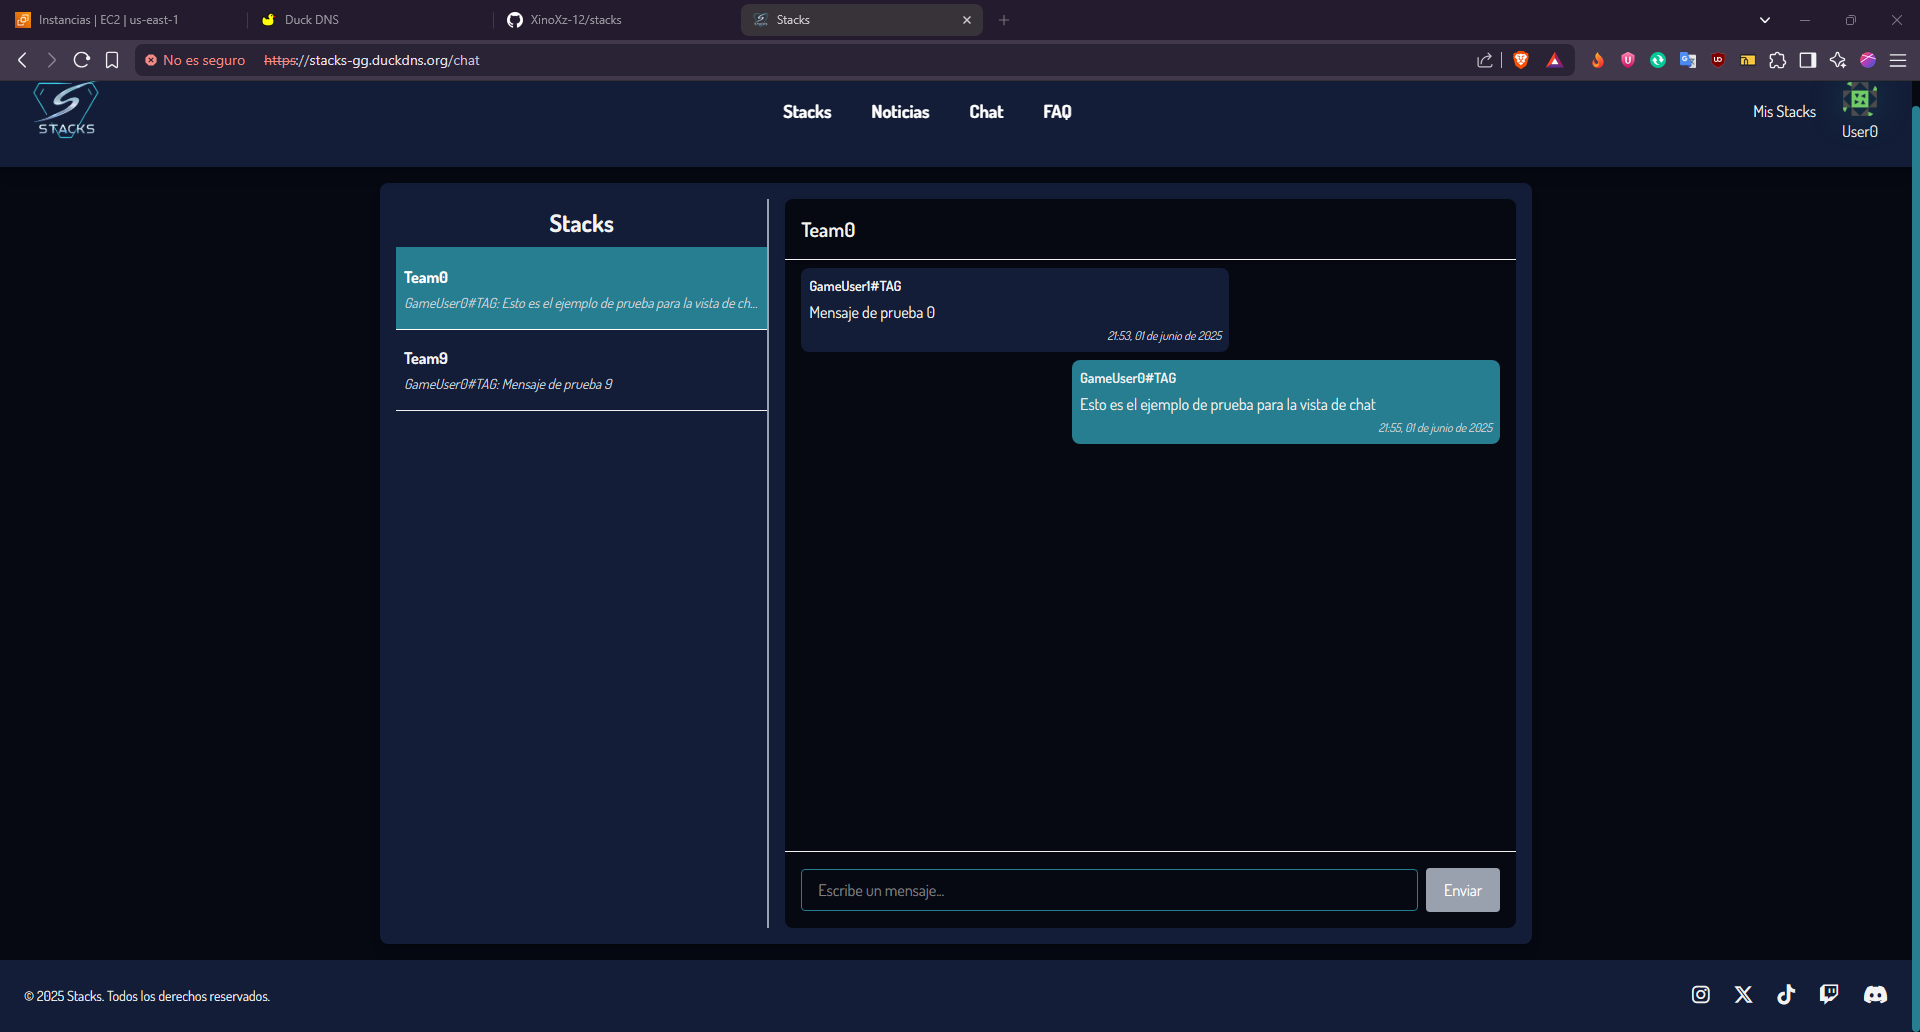 Instancias | EC2 | us-east-1
Duck DNS
XinoXz-12/stacks
Stacks
No es seguro
https://stacks-gg.duckdns.org/chat
STACKS
Stacks
Noticias
Chat
FAQ
Mis Stacks
User0
Stacks
Team0
GameUser0#TAG: Esto es el ejemplo de prueba para la vista de ch...
Team9
GameUser0#TAG: Mensaje de prueba 9
Team0
GameUser1#TAG
Mensaje de prueba 0
21:53, 01 de junio de 2025
GameUser0#TAG
Esto es el ejemplo de prueba para la vista de chat
21:55, 01 de junio de 2025
Escribe un mensaje...
Enviar
© 2025 Stacks. Todos los derechos reservados.